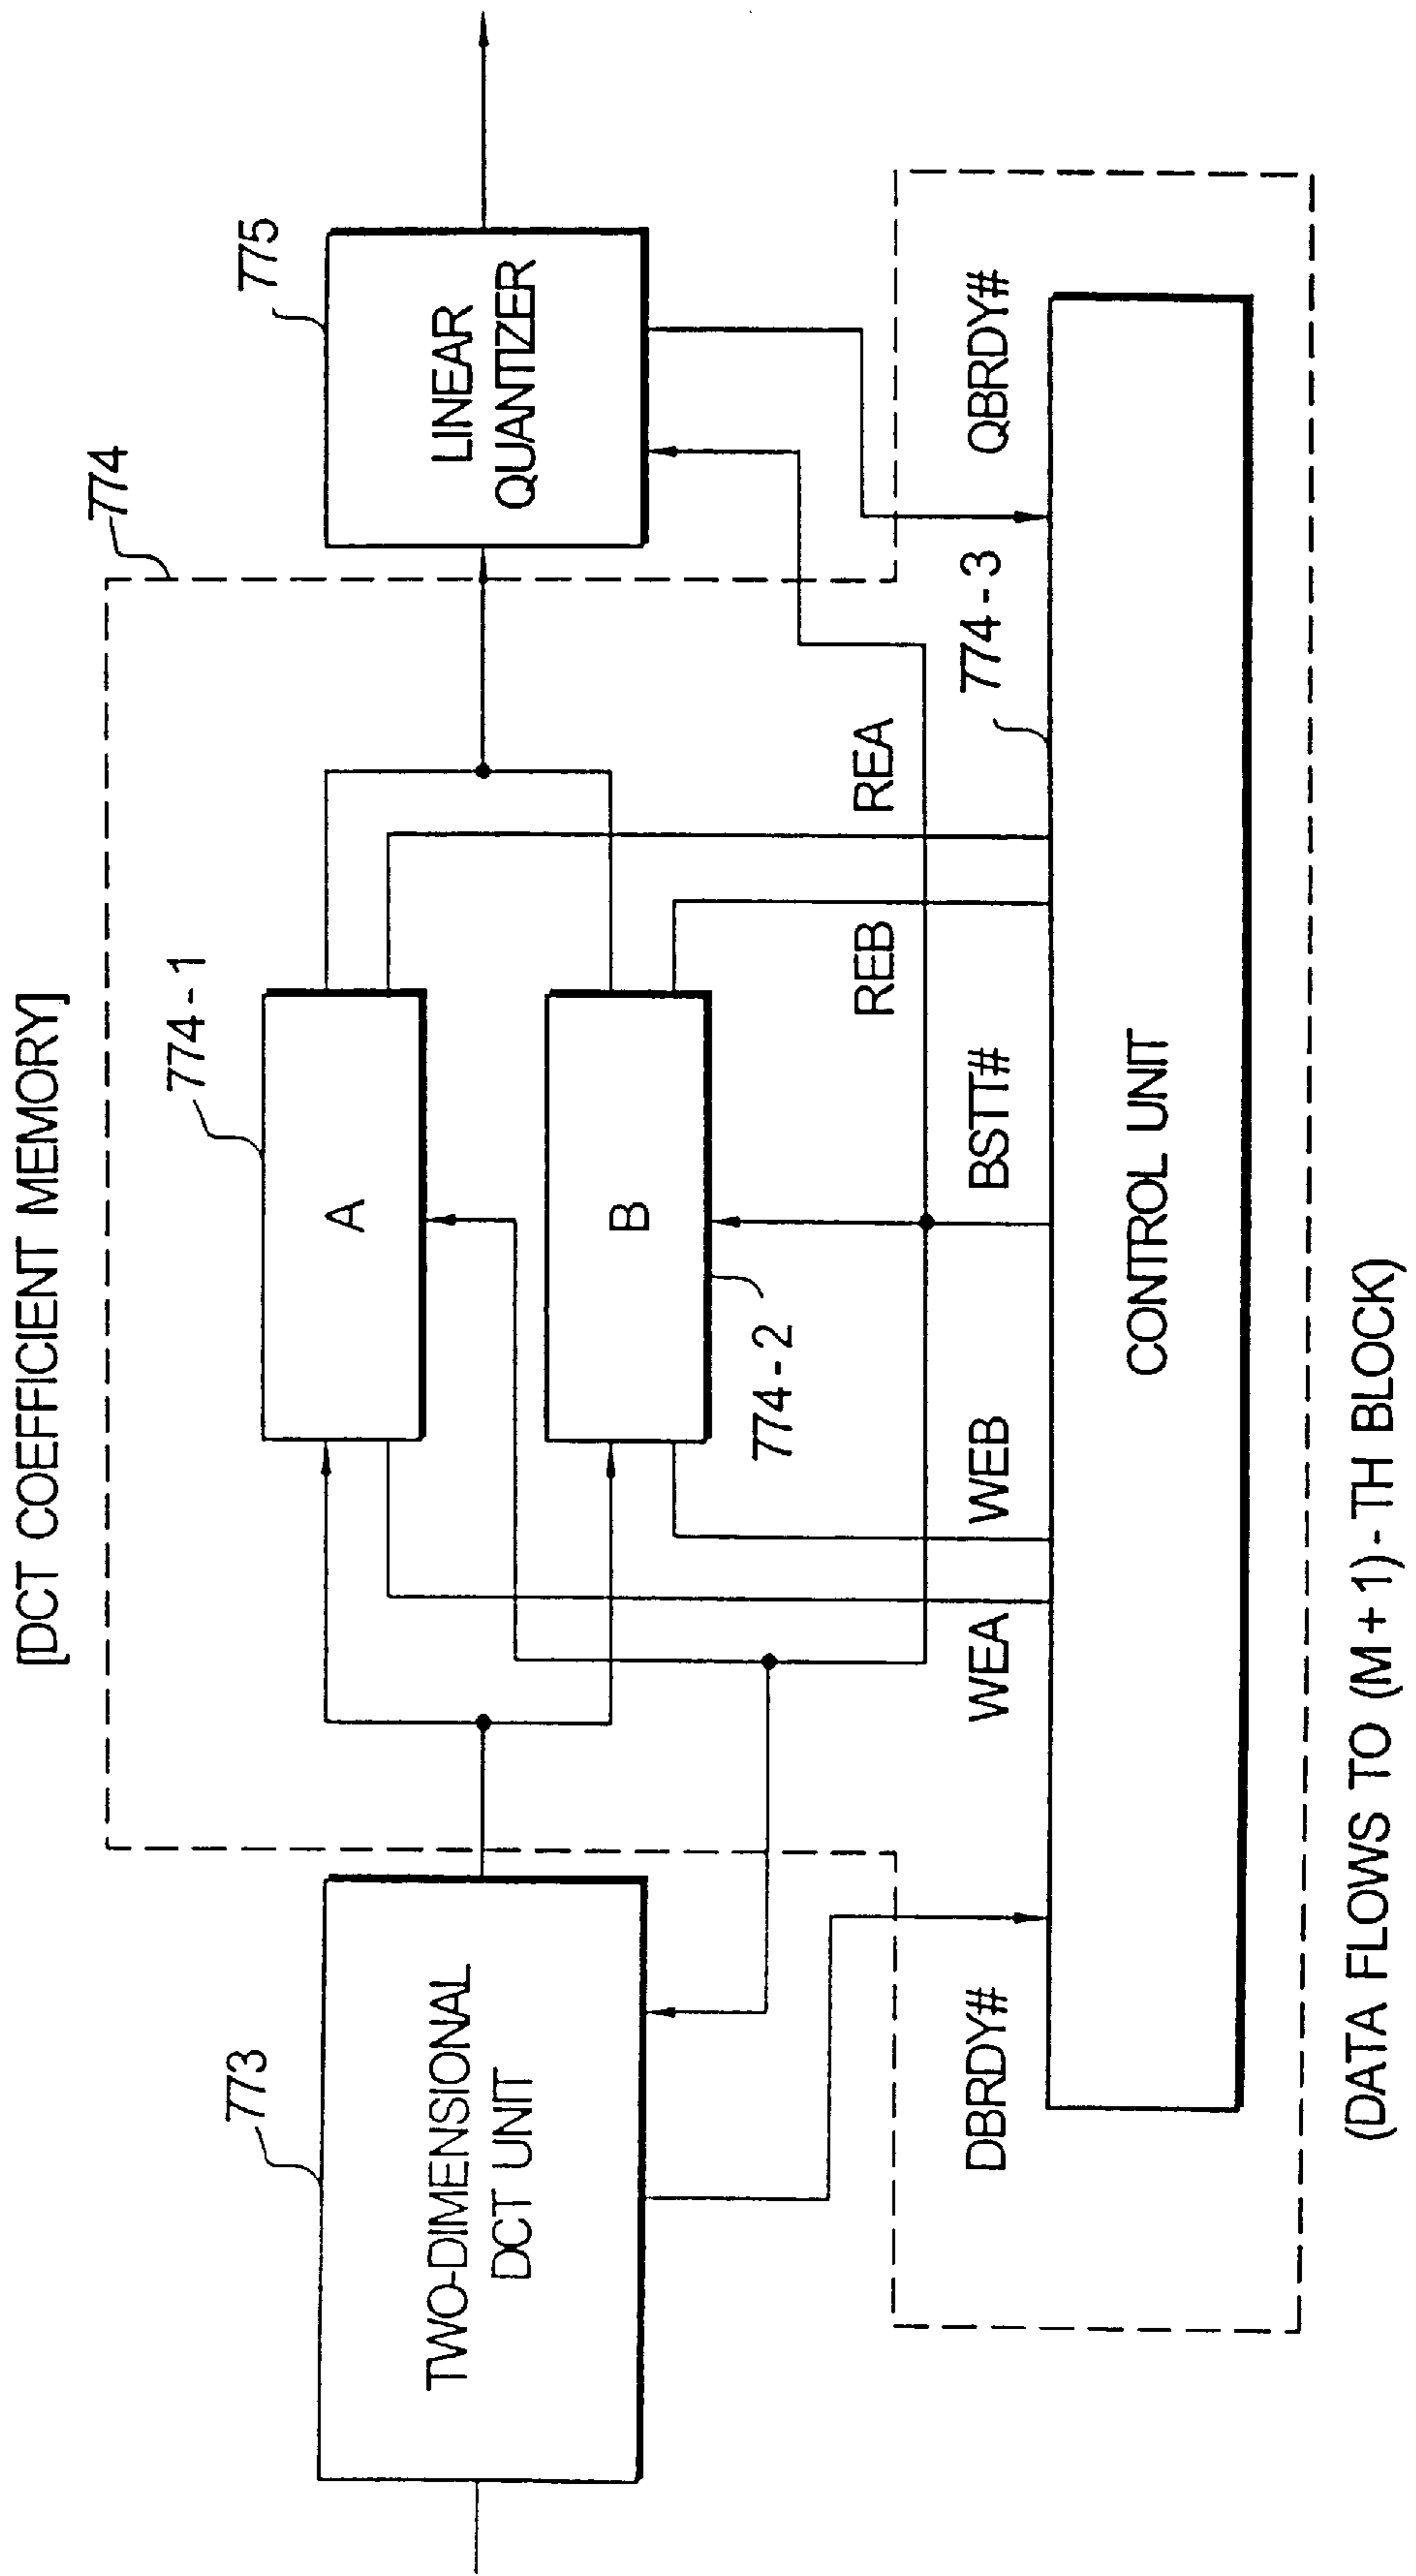 [DCT COEFFICIENT MEMORY]
774
773
TWO-DIMENSIONAL
DCT UNIT
774-1
A
B
774-2
775
LINEAR
QUANTIZER
DBRDY#
WEA
WEB
BSTT#
REB
REA
774-3
QBRDY#
CONTROL UNIT
(DATA FLOWS TO (M+1)-TH BLOCK)